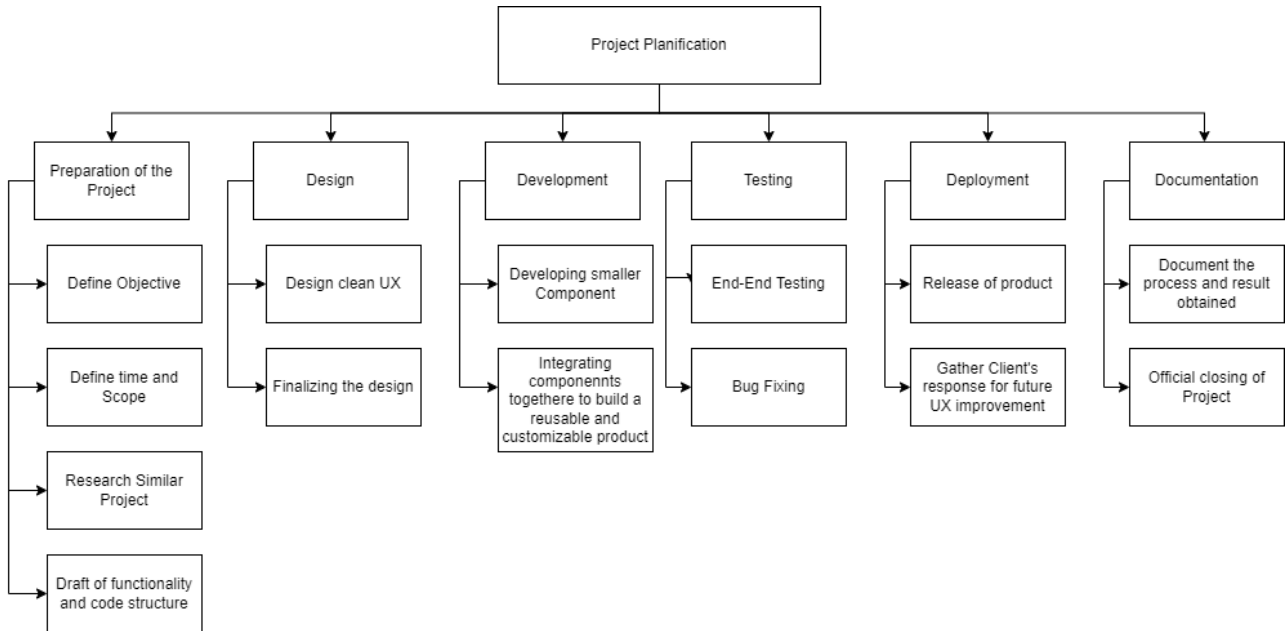 Project Planification
Preparation of the
Project
Design
Development
Testing
Deployment
Documentation
Define Objective
Design clean UX
Developing smaller
Component
End-End Testing
Release of product
Document the
process and result
obtained
Define time and
Scope
Finalizing the design
Integrating
componennts
togethere to build a
reusable and
customizable product
Bug Fixing
Gather Client's
response for future
UX improvement
Official closing of
Project
Research Similar
Project
Draft of functionality
and code structure